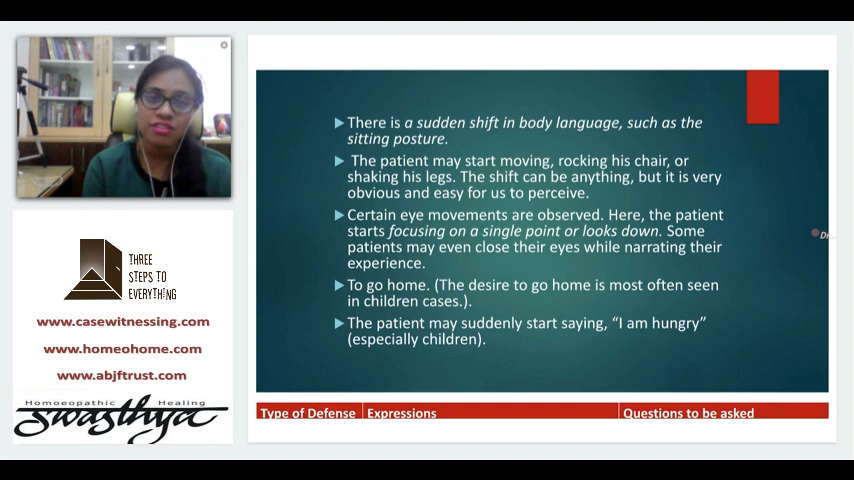 There is a sudden shift in body language, such as the
sitting posture.
The patient may start moving, rocking his chair, or
shaking his legs. The shift can be anything, but it is very
obvious and easy for us to perceive.
Certain eye movements are observed. Here, the patient
starts focusing on a single point or looks down. Some
patients may even close their eyes while narrating their
experience.
To go home. (The desire to go home is most often seen
in children cases.).
The patient may suddenly start saying, “I am hungry”
(especially children).
Type of Defense Expressions Questions to be asked
THREE
STEPS TO
EVERYTHING
www.casewitnessing.com
www.homeohome.com
www.abjftrust.com
Homoeopathic Healing
swasthya